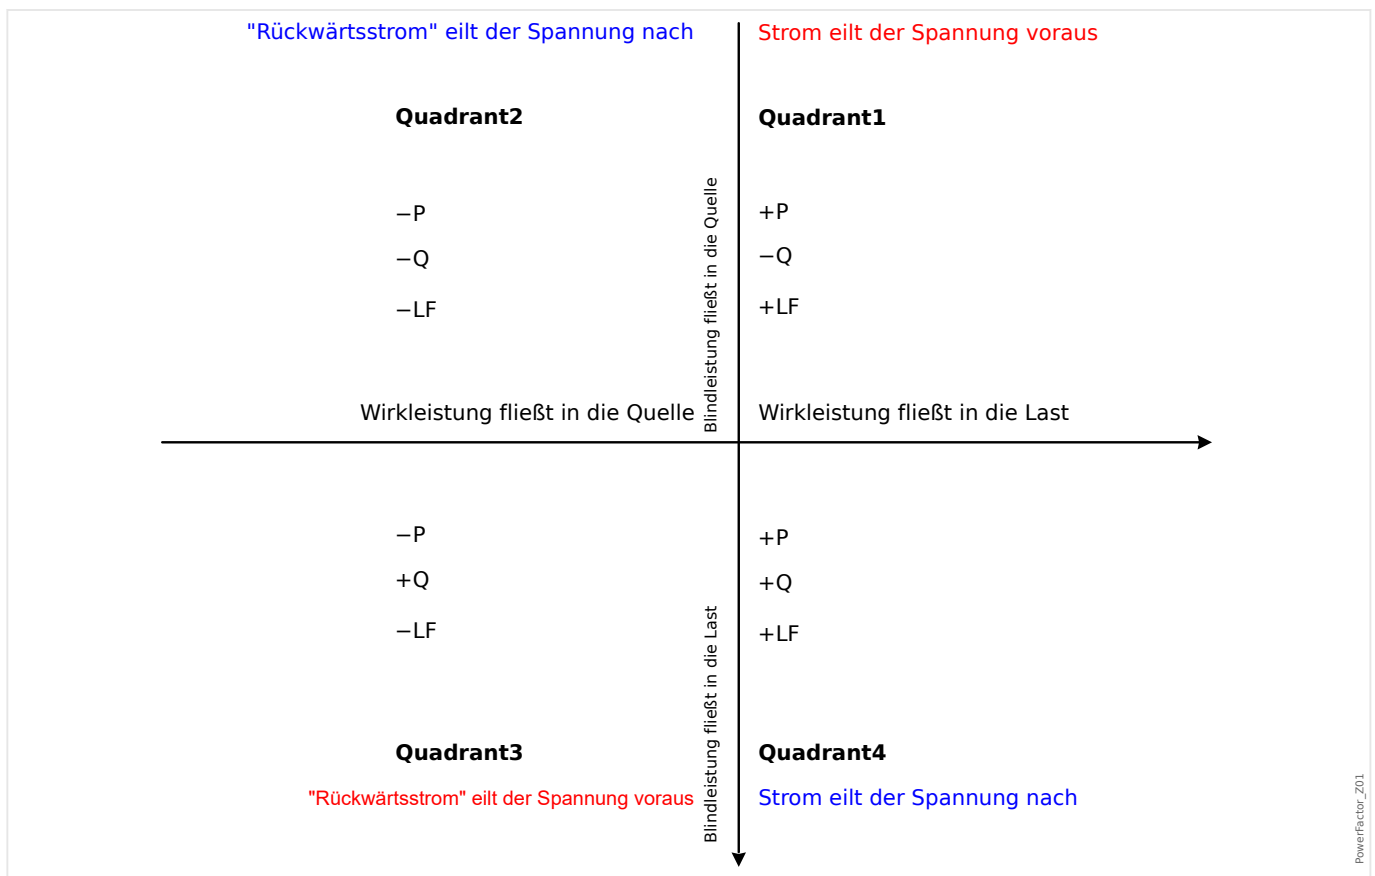 "Rückwärtsstrom" eilt der Spannung nach
Strom eilt der Spannung voraus
Quadrant2
Quadrant1
−P
−Q
−LF
+P
−Q
+LF
Blindleistung fließt in die Quelle
Wirkleistung fließt in die Quelle
Wirkleistung fließt in die Last
−P
+Q
−LF
+P
+Q
+LF
Blindleistung fließt in die Last
Quadrant3
Quadrant4
"Rückwärtsstrom" eilt der Spannung voraus
Strom eilt der Spannung nach
PowerFactor_Z01